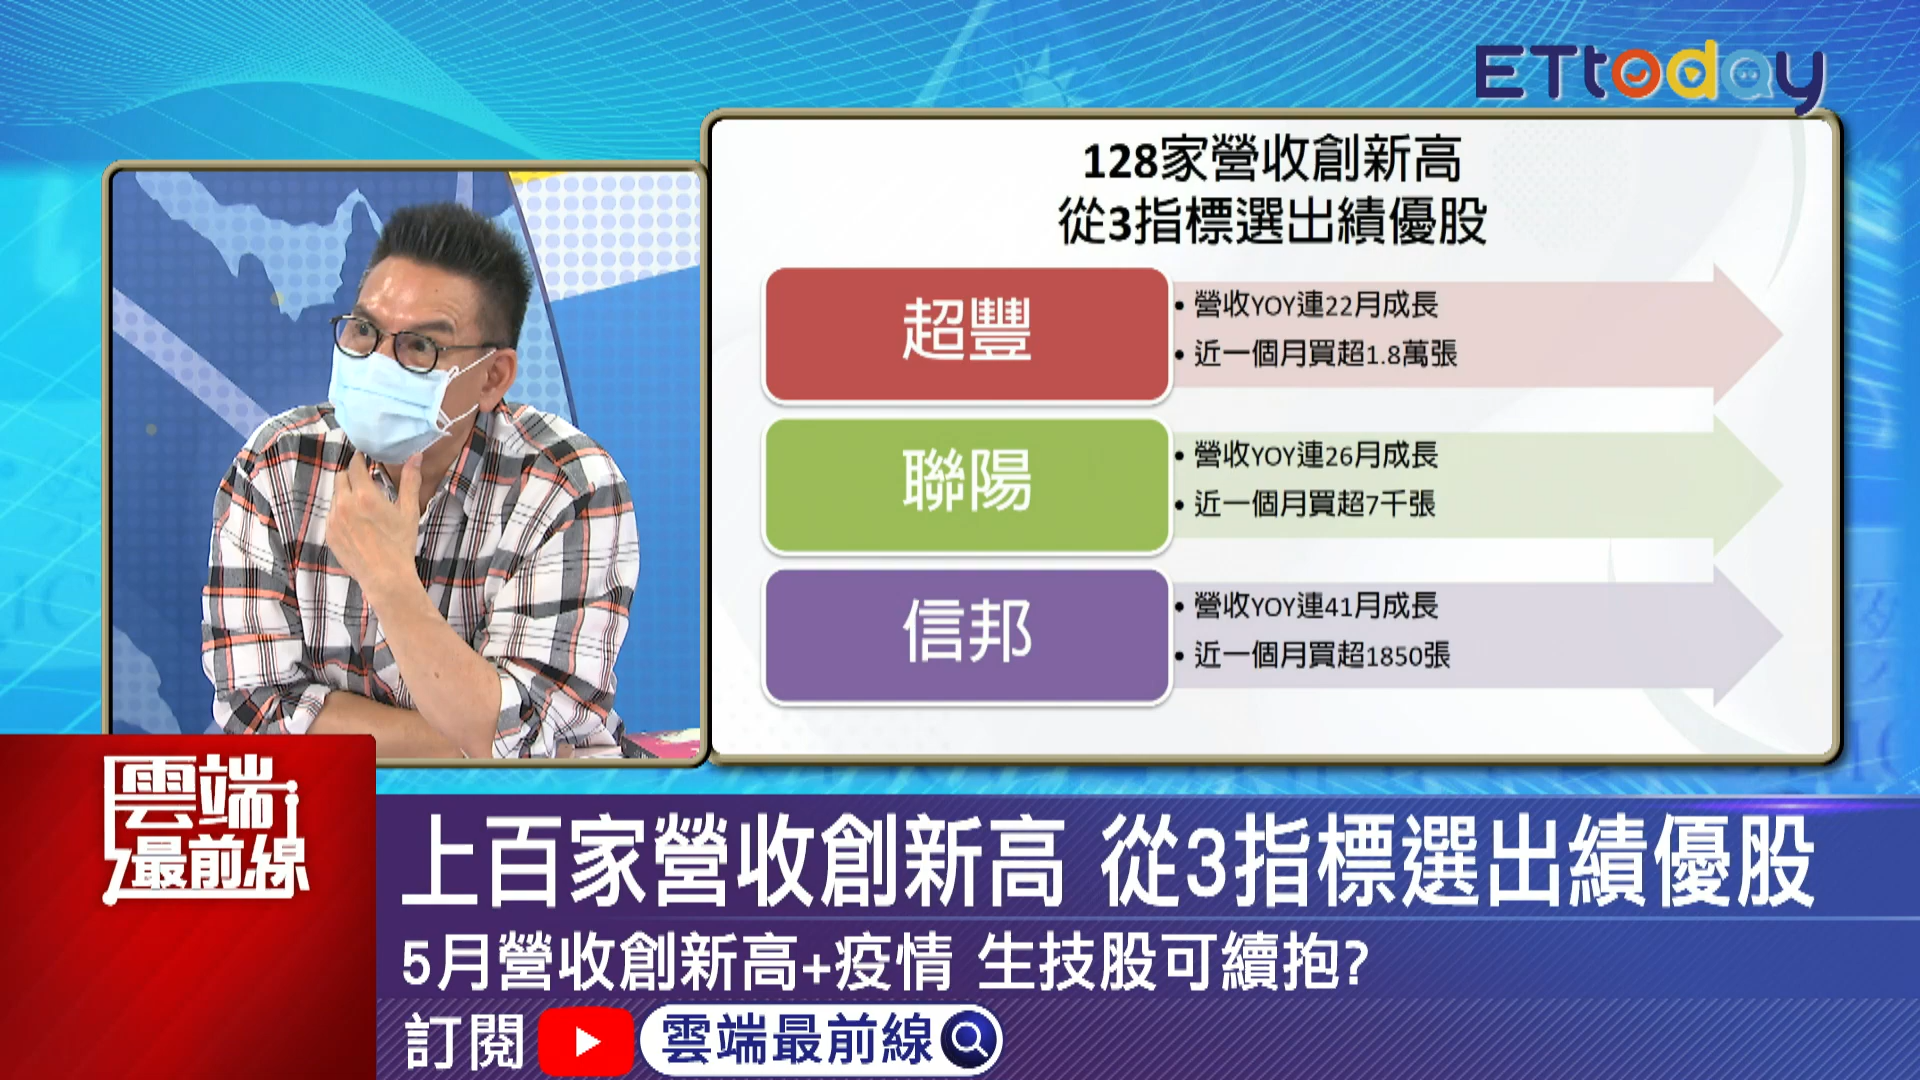 ETtoday
128家營收創新高
從3指標選出績優股
超豐
• 營收YOY連22月成長
• 近一個月買超1.8萬張
聯陽
• 營收YOY連26月成長
• 近一個月買超7千張
信邦
• 營收YOY連41月成長
• 近一個月買超1850張
雲端
最前線
上百家營收創新高 從3指標選出績優股
5月營收創新高+疫情 生技股可續抱?
訂閱 雲端最前線